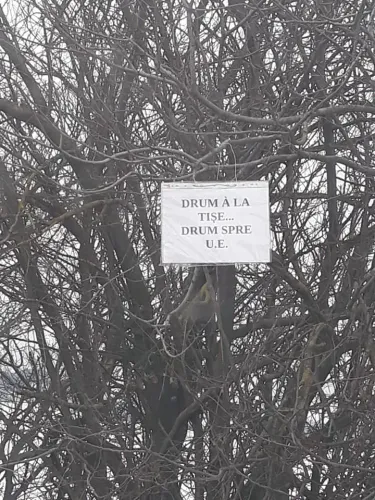 DRUM À LA
TIȘE...
DRUM SPRE
U.E.